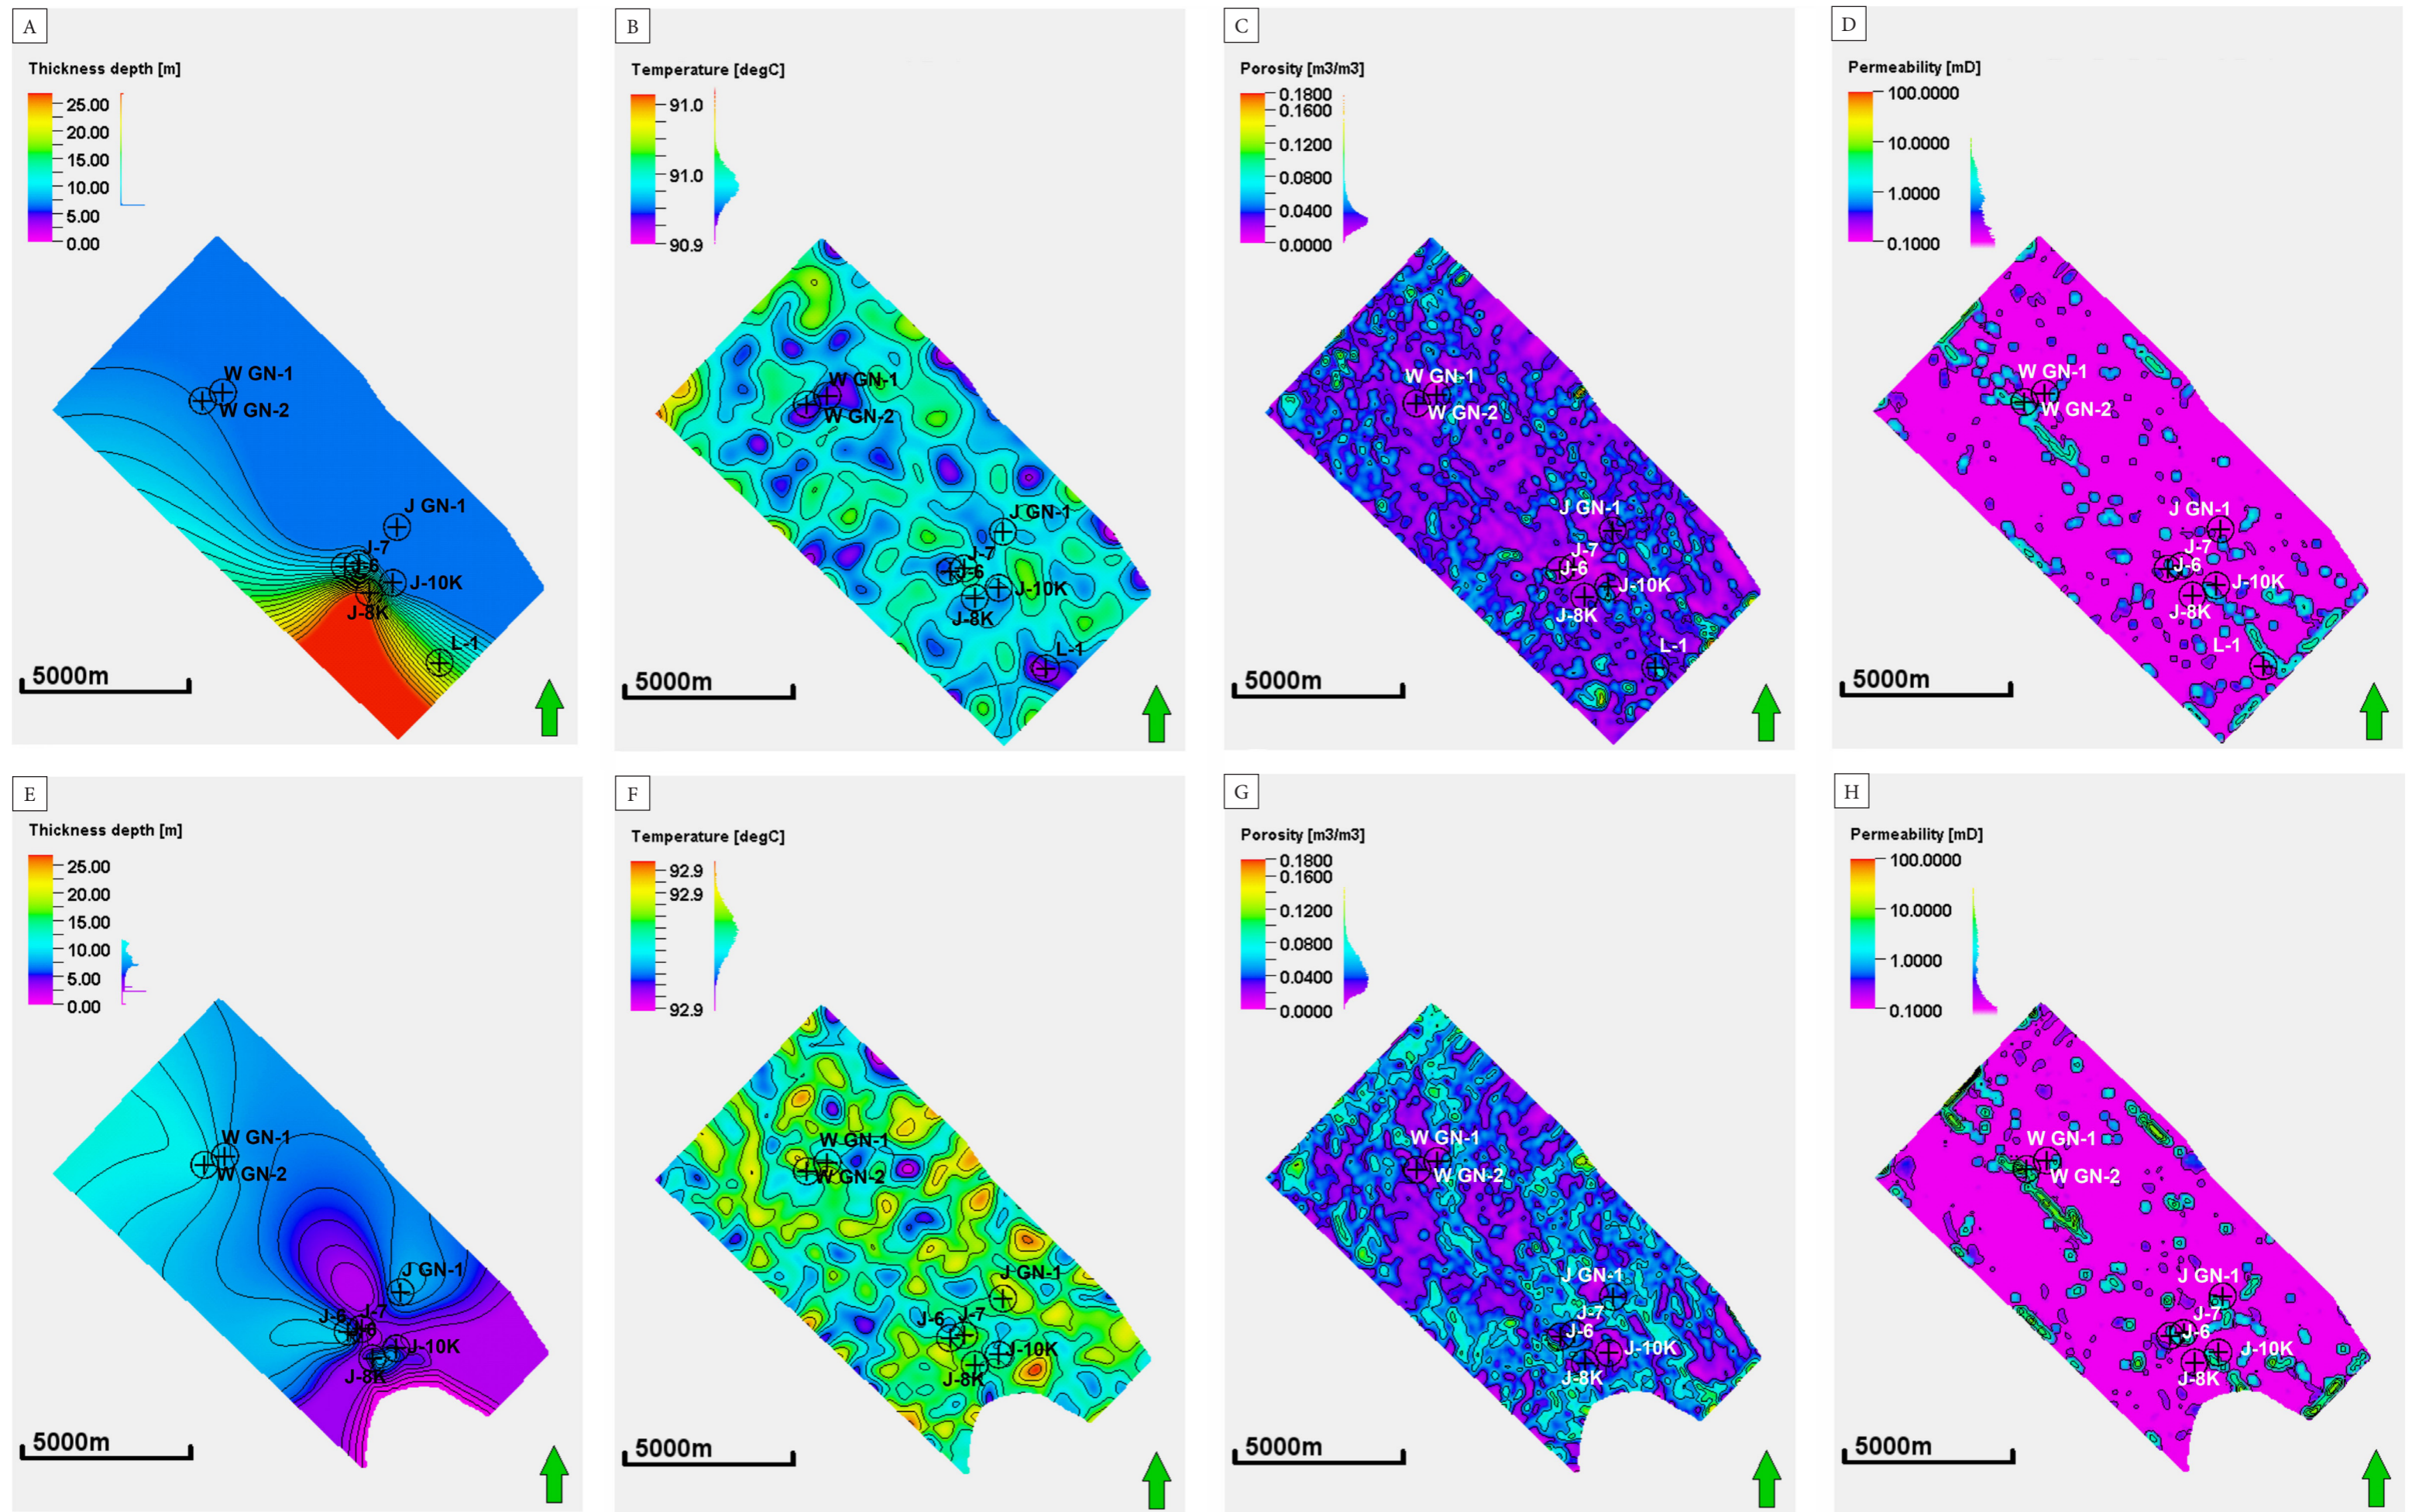 A
Thickness depth [m]
25.00
20.00
15.00
10.00
5.00
0.00
W GN-1
W GN-2
J GN-1
J-7
J-6
J-10K
J-8K
L-1
5000m
B
Temperature [degC]
91.0
91.0
90.9
W GN-1
W GN-2
J GN-1
J-7
J-6
J-10K
J-8K
L-1
5000m
C
Porosity [m3/m3]
0.1800
0.1600
0.1200
0.0800
0.0400
0.0000
W GN-1
W GN-2
J GN-1
J-7
J-6
J-10K
J-8K
L-1
5000m
D
Permeability [mD]
100.0000
10.0000
1.0000
0.1000
W GN-1
W GN-2
J GN-1
J-7
J-6
J-10K
J-8K
L-1
5000m
E
Thickness depth [m]
25.00
20.00
15.00
10.00
5.00
0.00
W GN-1
W GN-2
J GN-1
J-6
J-7
J-10K
J-8K
5000m
F
Temperature [degC]
92.9
92.9
92.9
W GN-1
W GN-2
J GN-1
J-6
J-7
J-10K
J-8K
5000m
G
Porosity [m3/m3]
0.1800
0.1600
0.1200
0.0800
0.0400
0.0000
W GN-1
W GN-2
J GN-1
J-7
J-6
J-10K
J-8K
5000m
H
Permeability [mD]
100.0000
10.0000
1.0000
0.1000
W GN-1
W GN-2
J GN-1
J-7
J-6
J-10K
J-8K
5000m